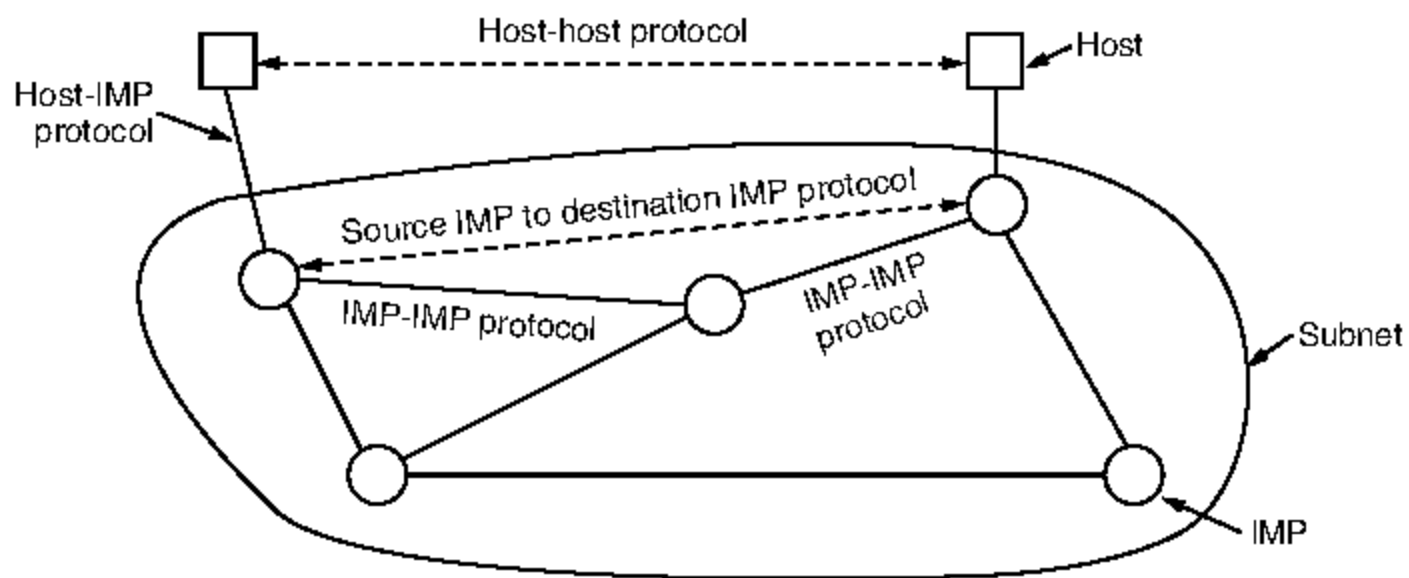 Host-host protocol
Host
Host-IMP
protocol
Source IMP to destination IMP protocol
IMP-IMP protocol
IMP-IMP
protocol
Subnet
IMP